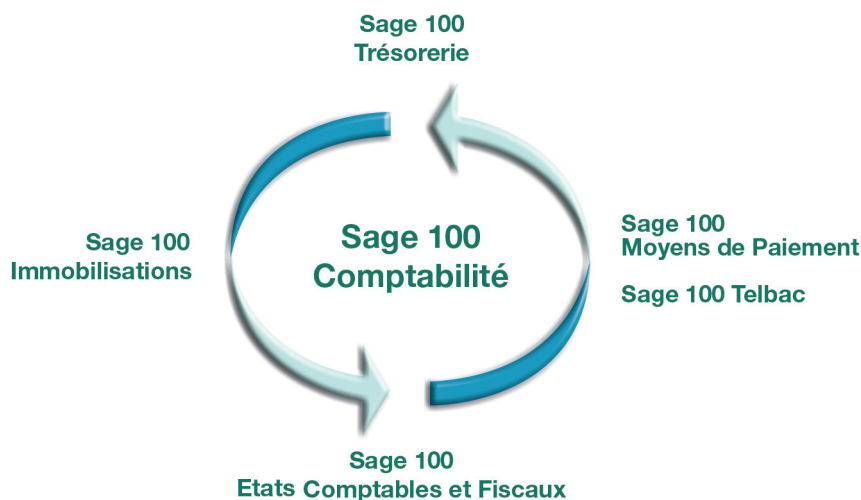 Sage 100
Trésorerie
Sage 100
Immobilisations
Sage 100
Comptabilité
Sage 100
Moyens de Paiement
Sage 100 Telbac
Sage 100
Etats Comptables et Fiscaux